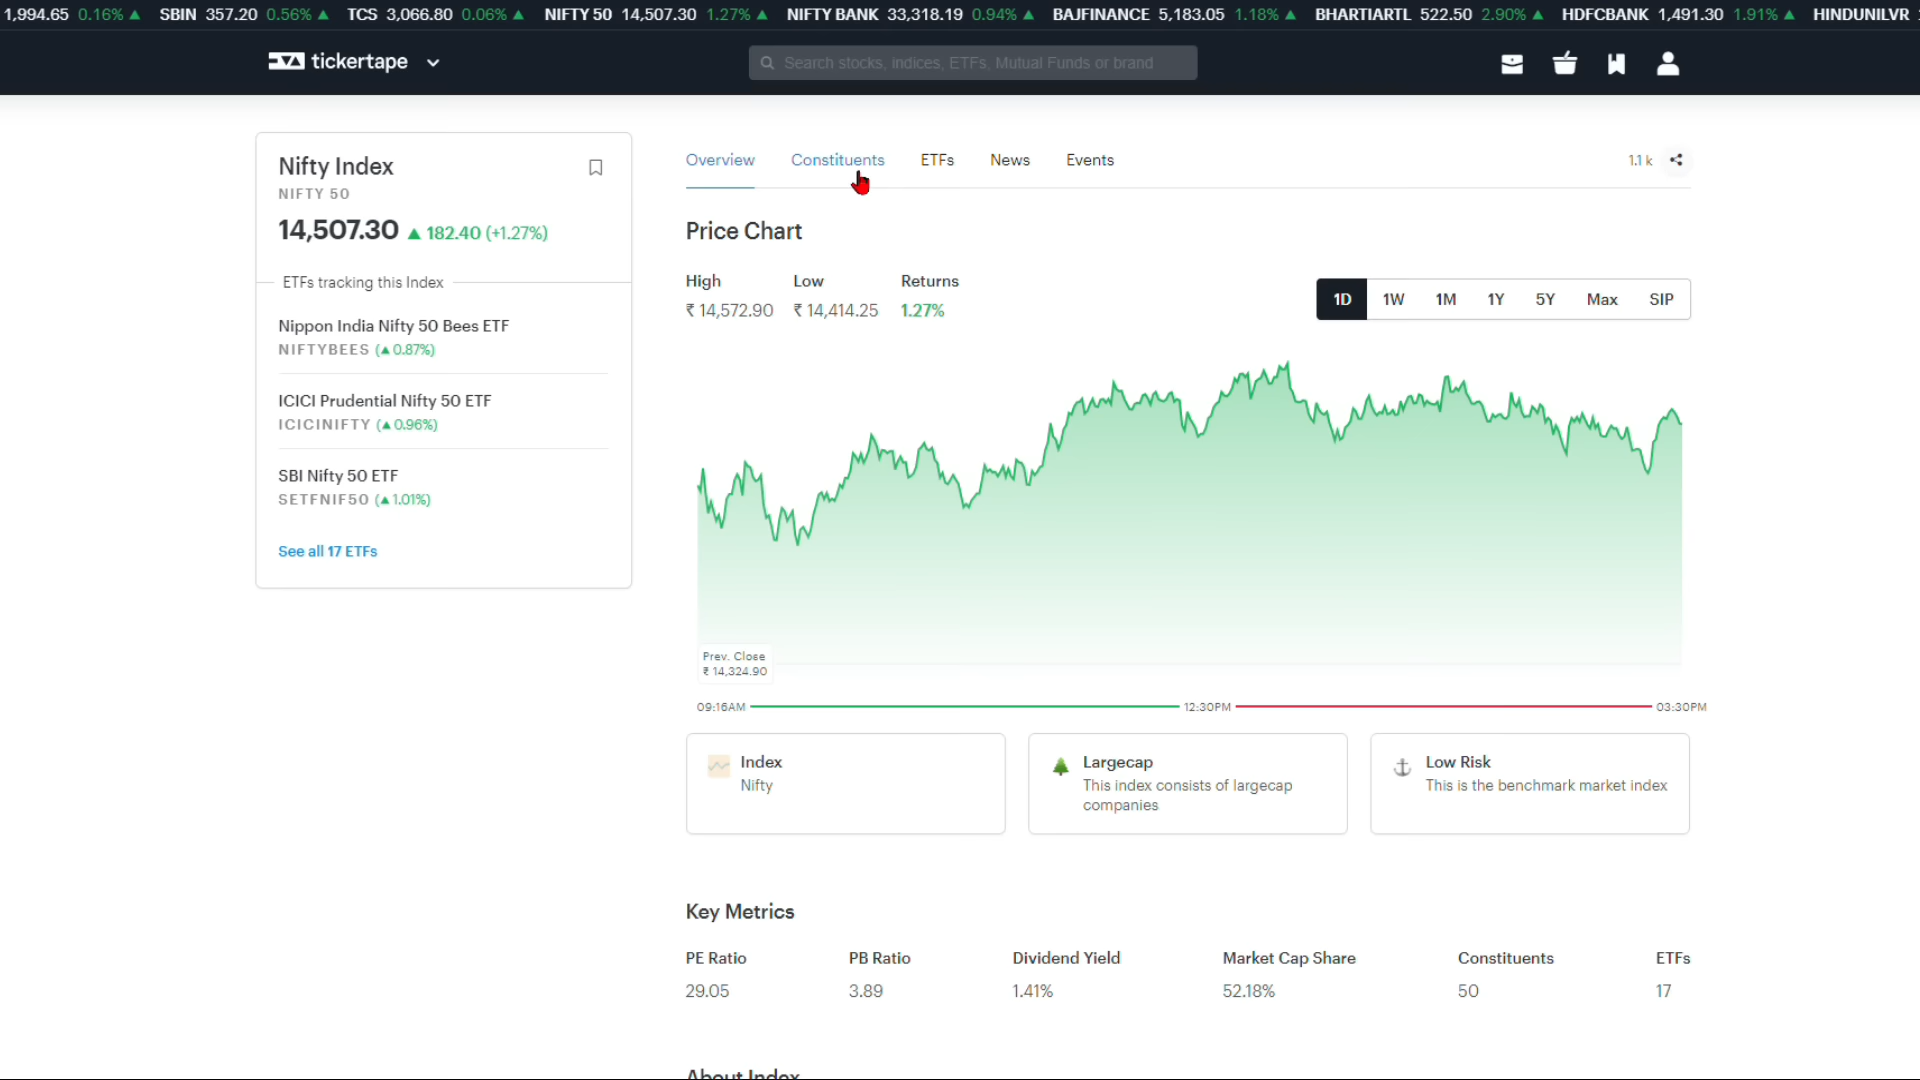 1,994.65 0.16% ▲ SBIN 357.20 0.56% ▲ TCS 3,066.80 0.06% ▲ NIFTY 50 14,507.30 1.27% ▲ NIFTY BANK 33,318.19 0.94% ▲ BAJFINANCE 5,183.05 1.18% ▲ BHARTIARTL 522.50 2.90% ▲ HDFCBANK 1,491.30 1.91% ▲ HINDUNILVR
tickertape
Search stocks, indices, ETFs, Mutual Funds or brand
Nifty Index
NIFTY 50
14,507.30 ▲ 182.40 (+1.27%)
ETFs tracking this Index
Nippon India Nifty 50 Bees ETF
NIFTYBEES (▲ 0.87%)
ICICI Prudential Nifty 50 ETF
ICICINIFTY (▲ 0.96%)
SBI Nifty 50 ETF
SETFNIF50 (▲ 1.01%)
See all 17 ETFs
Overview Constituents ETFs News Events 1.1 k
Price Chart
High Low Returns
₹ 14,572.90 ₹ 14,414.25 1.27%
1D 1W 1M 1Y 5Y Max SIP
Prev. Close
₹ 14,324.90
09:16AM 12:30PM 03:30PM
Index
Nifty
Largecap
This index consists of largecap
companies
Low Risk
This is the benchmark market index
Key Metrics
PE Ratio PB Ratio Dividend Yield Market Cap Share Constituents ETFs
29.05 3.89 1.41% 52.18% 50 17
About Index